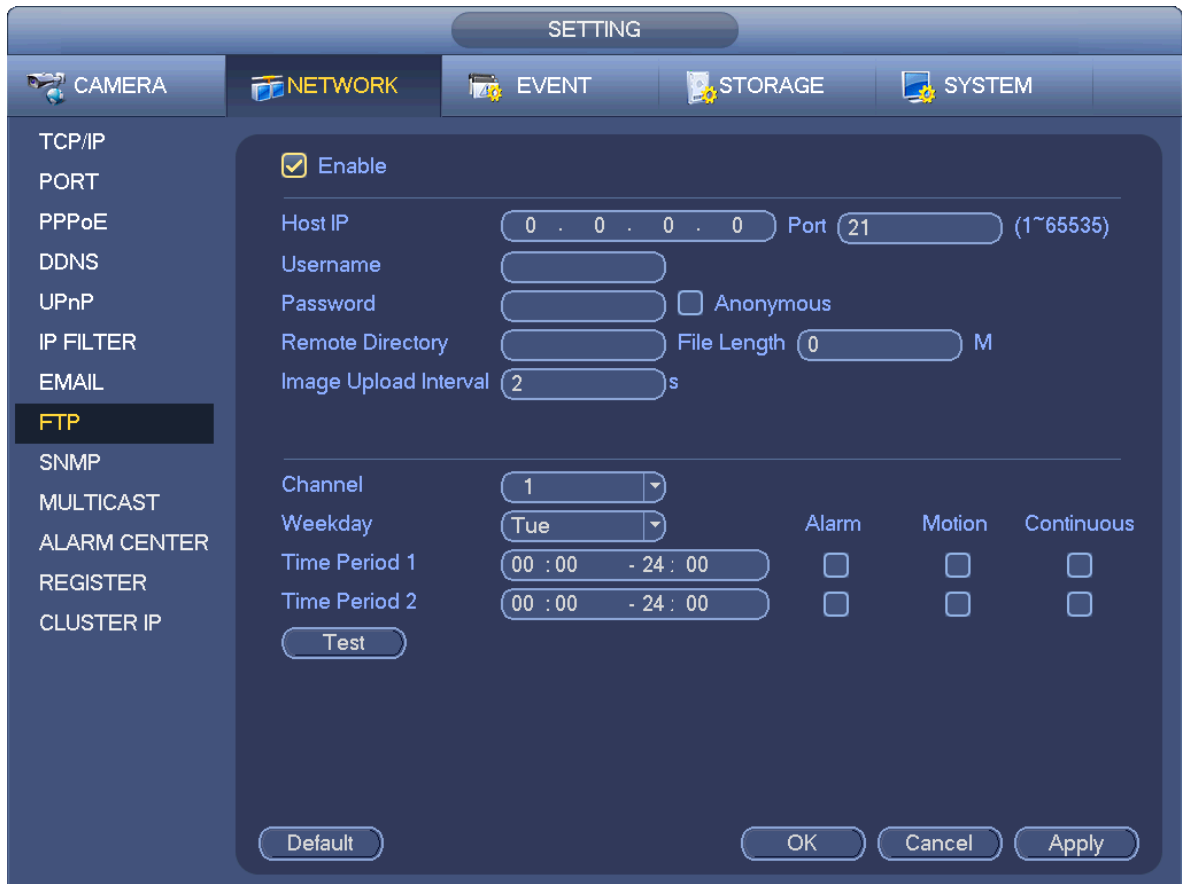 SETTING
CAMERA NETWORK EVENT STORAGE SYSTEM
TCP/IP
PORT
PPPoE
DDNS
UPnP
IP FILTER
EMAIL
FTP
SNMP
MULTICAST
ALARM CENTER
REGISTER
CLUSTER IP
Enable
Host IP 0 . 0 . 0 . 0 Port 21 (1~65535)
Username
Password Anonymous
Remote Directory File Length 0 M
Image Upload Interval 2 s
Channel 1
Weekday Tue Alarm Motion Continuous
Time Period 1 00 :00 - 24 : 00
Time Period 2 00 :00 - 24 : 00
Test
Default OK Cancel Apply